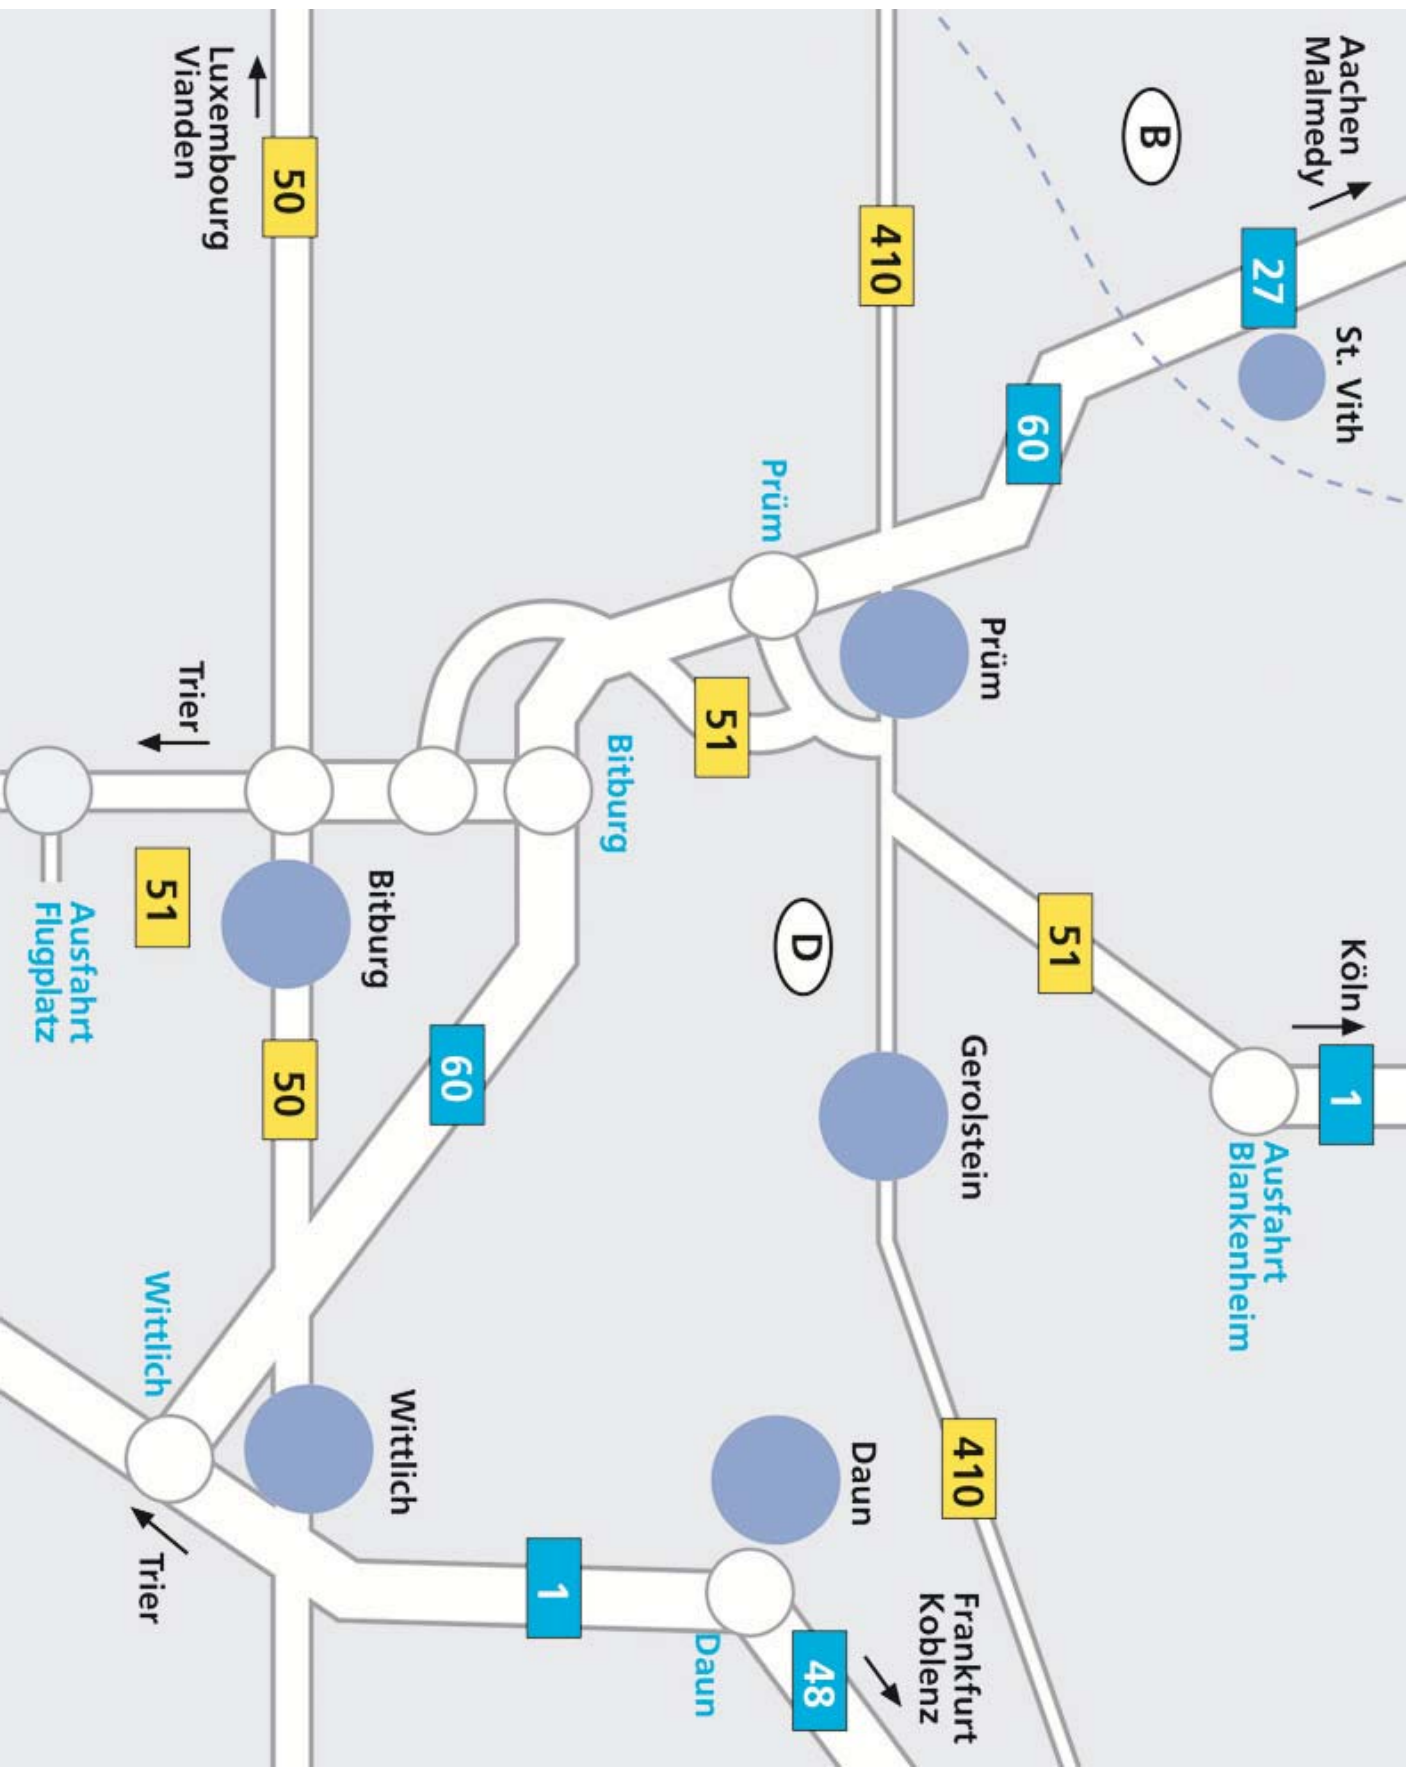 Aachen
Malmedy
St. Vith
Köln
1
27
Ausfahrt
Blankenheim
B
51
60
Prüm
Gerolstein
410
Frankfurt
Koblenz
410
Daun
48
D
Prüm
51
Daun
Bitburg
1
60
Wittlich
Bitburg
50
50
Luxembourg
Vianden
Trier
51
Wittlich
Trier
Ausfahrt
Flugplatz